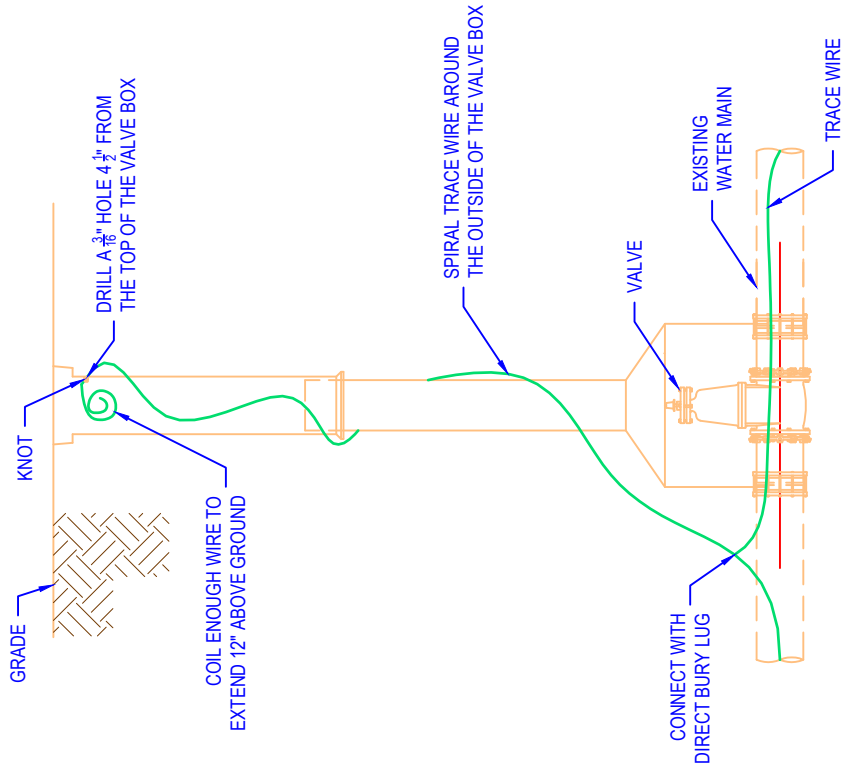 GRADE
KNOT
DRILL A 3/16" HOLE 4 1/2" FROM
THE TOP OF THE VALVE BOX
COIL ENOUGH WIRE TO
EXTEND 12" ABOVE GROUND
SPIRAL TRACE WIRE AROUND
THE OUTSIDE OF THE VALVE BOX
VALVE
EXISTING
WATER MAIN
CONNECT WITH
DIRECT BURY LUG
TRACE WIRE